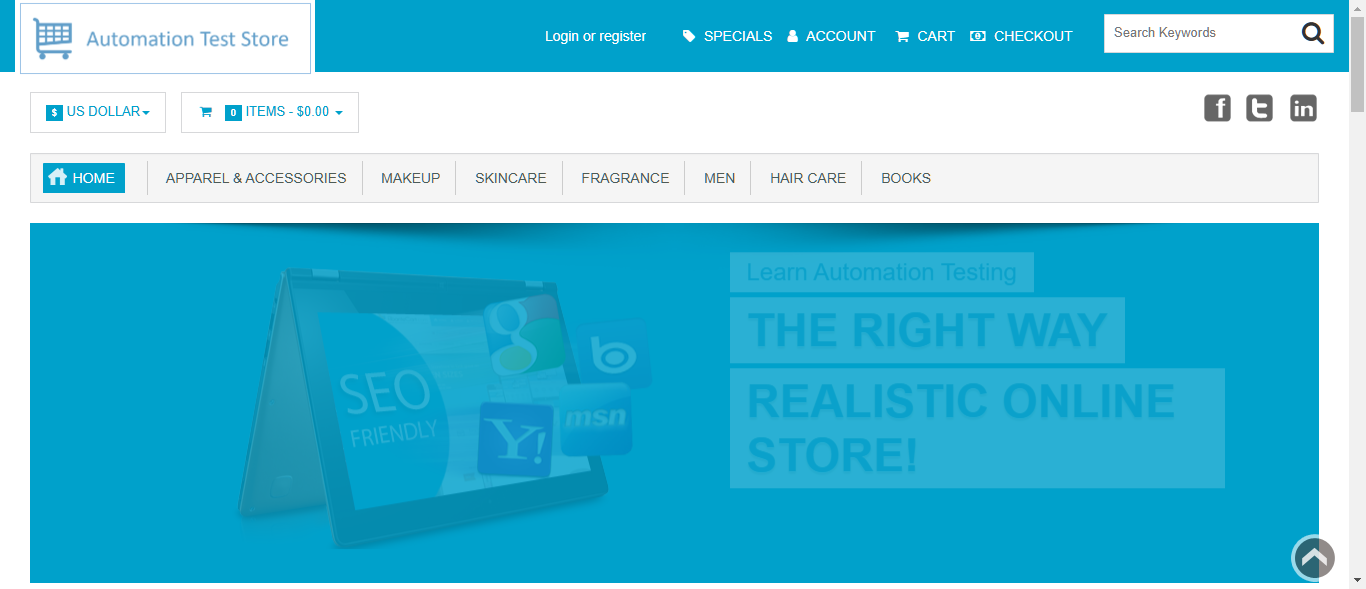 Automation Test Store
Login or register
SPECIALS
ACCOUNT
CART
CHECKOUT
Search Keywords
$ US DOLLAR
0 ITEMS - $0.00
HOME
APPAREL & ACCESSORIES
MAKEUP
SKINCARE
FRAGRANCE
MEN
HAIR CARE
BOOKS
Learn Automation Testing
THE RIGHT WAY
REALISTIC ONLINE
STORE!
SEO
FRIENDLY
g
b
msn
Y!
f
t
in